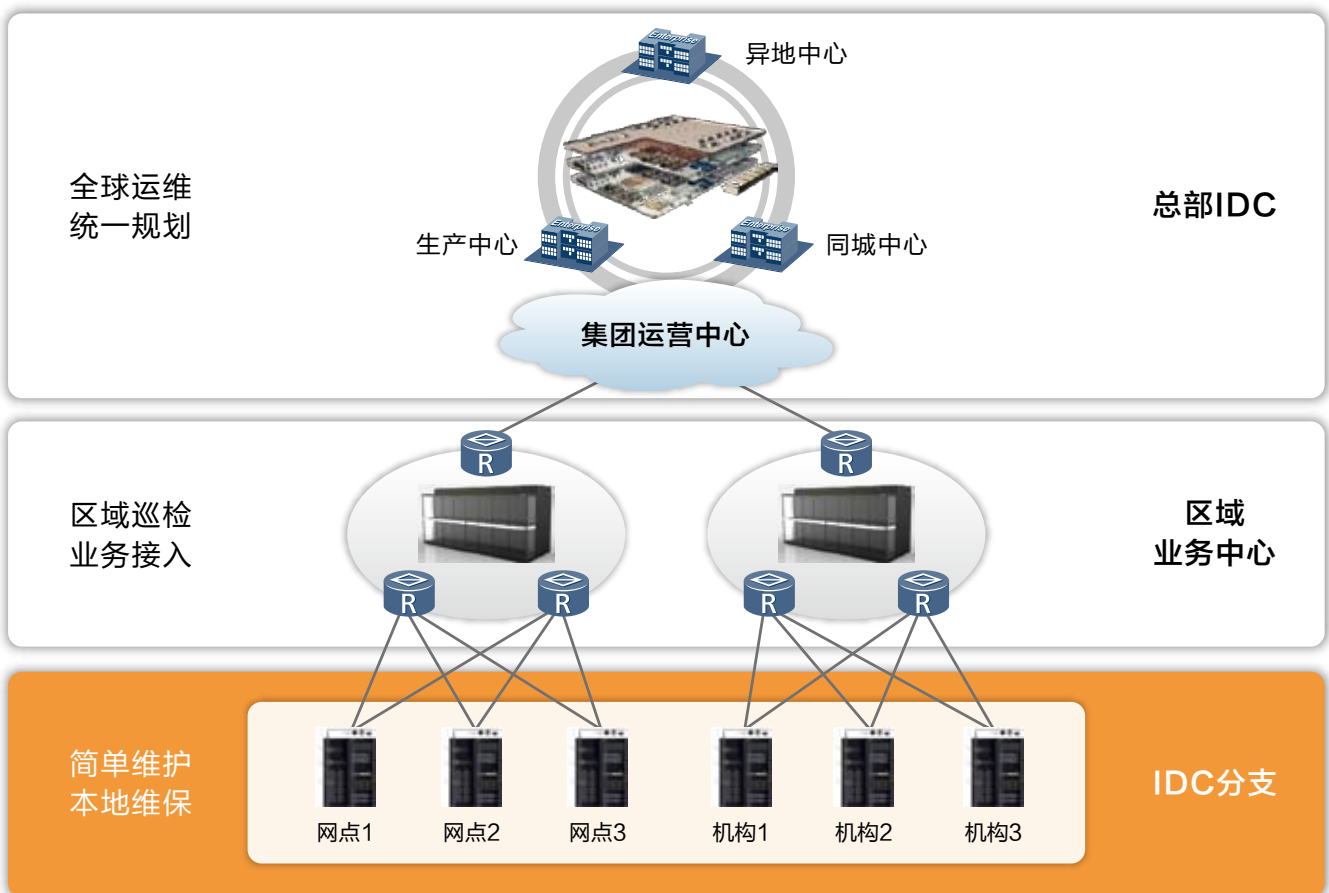 Enterprise
异地中心
全球运维
统一规划
总部IDC
Enterprise
Enterprise
生产中心
同城中心
集团运营中心
R
R
区域巡检
业务接入
区域
业务中心
R
R
R
R
简单维护
本地维保
IDC分支
网点1
网点2
网点3
机构1
机构2
机构3